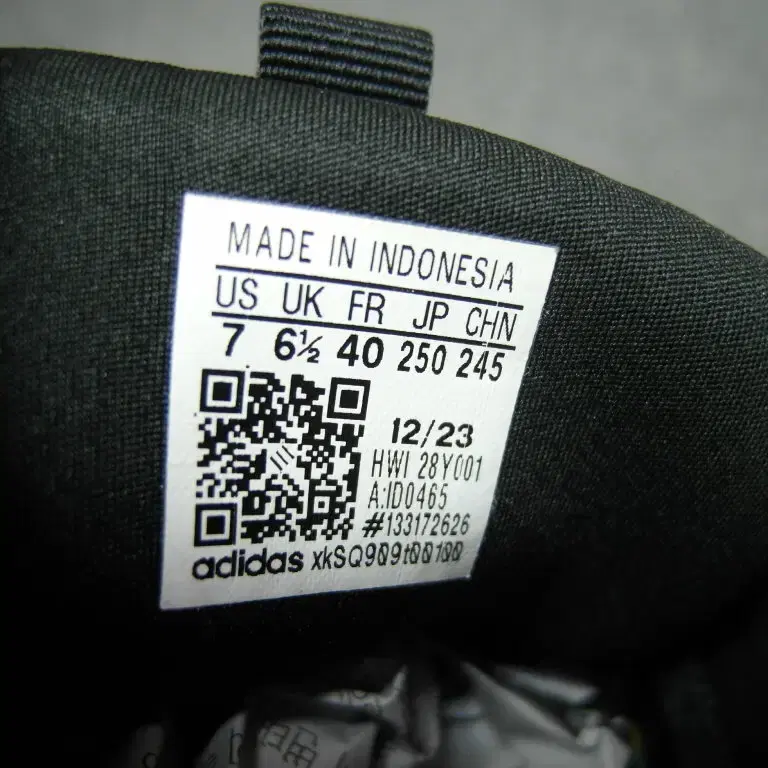 MADE IN INDONESIA
US UK FR JP CHN
7 6½ 40 250 245
12/23
HWI 28Y001
A:ID0465
#133172626
adidas xkSQ909t00100